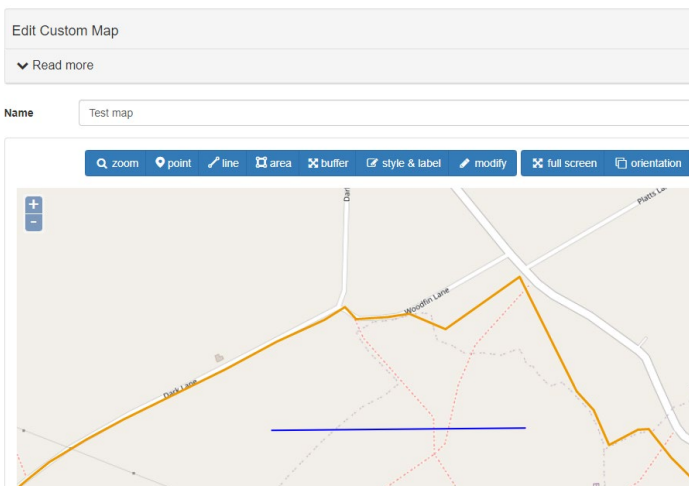 Edit Custom Map
Read more
Name
Test map
zoom point line area buffer style & label modify full screen orientation
+
-
Platts
Woodfin Lane
Dark Lane